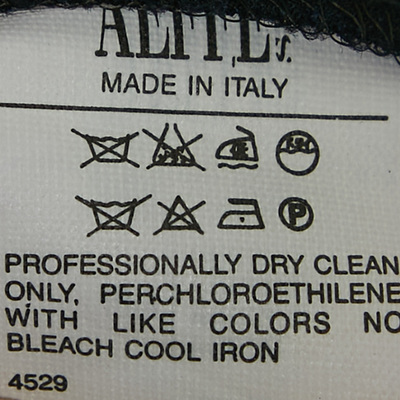 MADE IN ITALY
P
PROFESSIONALLY DRY CLEAN
ONLY, PERCHLOROETHILENE
WITH LIKE COLORS NO
BLEACH COOL IRON
4529